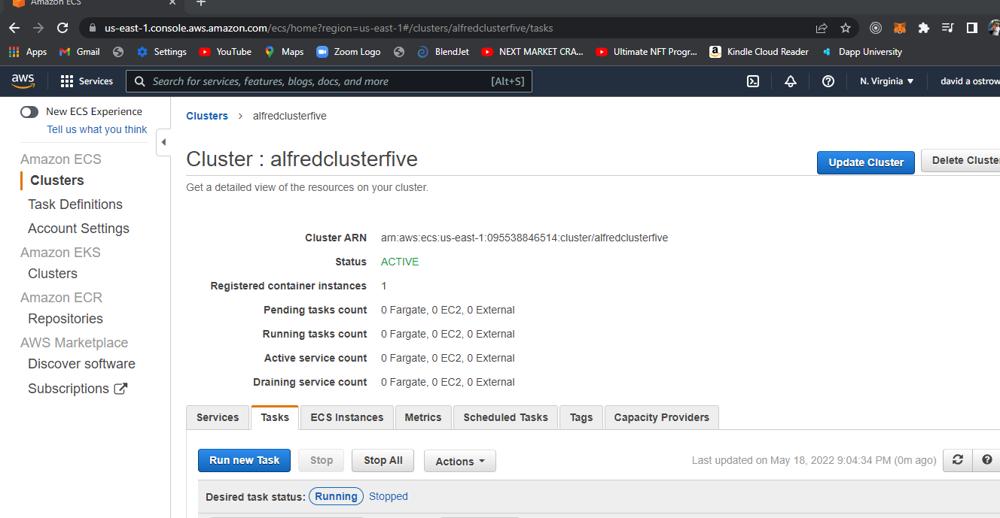 Amazon ECS
us-east-1.console.aws.amazon.com/ecs/home?region=us-east-1#/clusters/alfredclusterfive/tasks
Apps Gmail Settings YouTube Maps Zoom Logo BlendJet NEXT MARKET CRA... Ultimate NFT Progr... Kindle Cloud Reader Dapp University
aws Services Search for services, features, blogs, docs, and more [Alt+S] N. Virginia david a ostrow
New ECS Experience
Tell us what you think
Amazon ECS
Clusters
Task Definitions
Account Settings
Amazon EKS
Clusters
Amazon ECR
Repositories
AWS Marketplace
Discover software
Subscriptions
Clusters > alfredclusterfive
Cluster : alfredclusterfive
Update Cluster Delete Cluster
Get a detailed view of the resources on your cluster.
Cluster ARN arn:aws:ecs:us-east-1:095538846514:cluster/alfredclusterfive
Status ACTIVE
Registered container instances 1
Pending tasks count 0 Fargate, 0 EC2, 0 External
Running tasks count 0 Fargate, 0 EC2, 0 External
Active service count 0 Fargate, 0 EC2, 0 External
Draining service count 0 Fargate, 0 EC2, 0 External
Services Tasks ECS Instances Metrics Scheduled Tasks Tags Capacity Providers
Run new Task Stop Stop All Actions Last updated on May 18, 2022 9:04:34 PM (0m ago)
Desired task status: Running Stopped